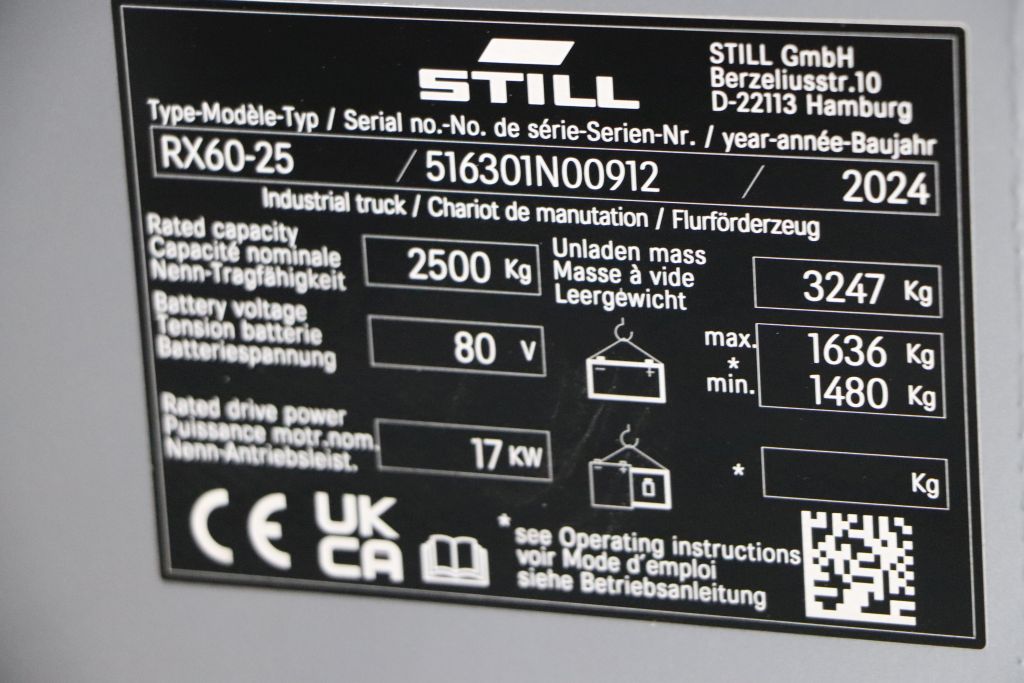 STILL
STILL GmbH
Berzeliusstr.10
D-22113 Hamburg
Type-Modèle-Typ / Serial no.-No. de série-Serien-Nr. / year-année-Baujahr
RX60-25 / 516301N00912 / 2024
Industrial truck / Chariot de manutation / Flurförderzeug
Rated capacity
Capacité nominale
Nenn-Tragfähigkeit
2500 Kg
Unladen mass
Masse à vide
Leergewicht
3247 Kg
Battery voltage
Tension batterie
Batteriespannung
80 V
max. 1636 Kg
*
min. 1480 Kg
Rated drive power
Puissance motr.nom.
Nenn-Antriebsleist.
17 KW
* Kg
CE
UK
CA
* see Operating instructions
voir Mode d'emploi
siehe Betriebsanleitung